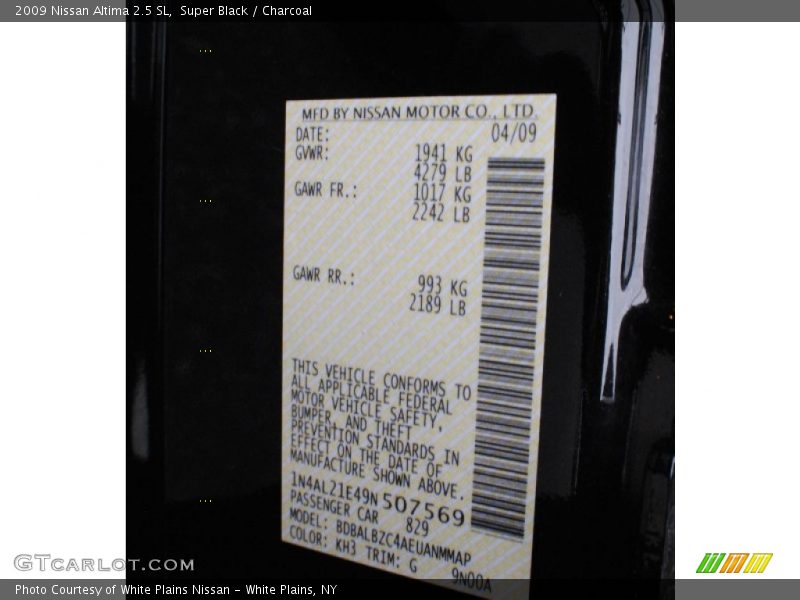 2009 Nissan Altima 2.5 SL,  Super Black / Charcoal
MFD BY NISSAN MOTOR CO., LTD.
DATE: 04/09
GVWR: 1941 KG
4279 LB
GAWR FR.: 1017 KG
2242 LB
GAWR RR.: 993 KG
2189 LB
THIS VEHICLE CONFORMS TO
ALL APPLICABLE FEDERAL
MOTOR VEHICLE SAFETY,
BUMPER, AND THEFT
PREVENTION STANDARDS IN
EFFECT ON THE DATE OF
MANUFACTURE SHOWN ABOVE.
1N4AL21E49N507569
PASSENGER CAR 829
MODEL: BDBALBZC4AEUANMMAP
COLOR: KH3 TRIM: G 9N00A
GTCARLOT.COM
Photo Courtesy of White Plains Nissan - White Plains, NY